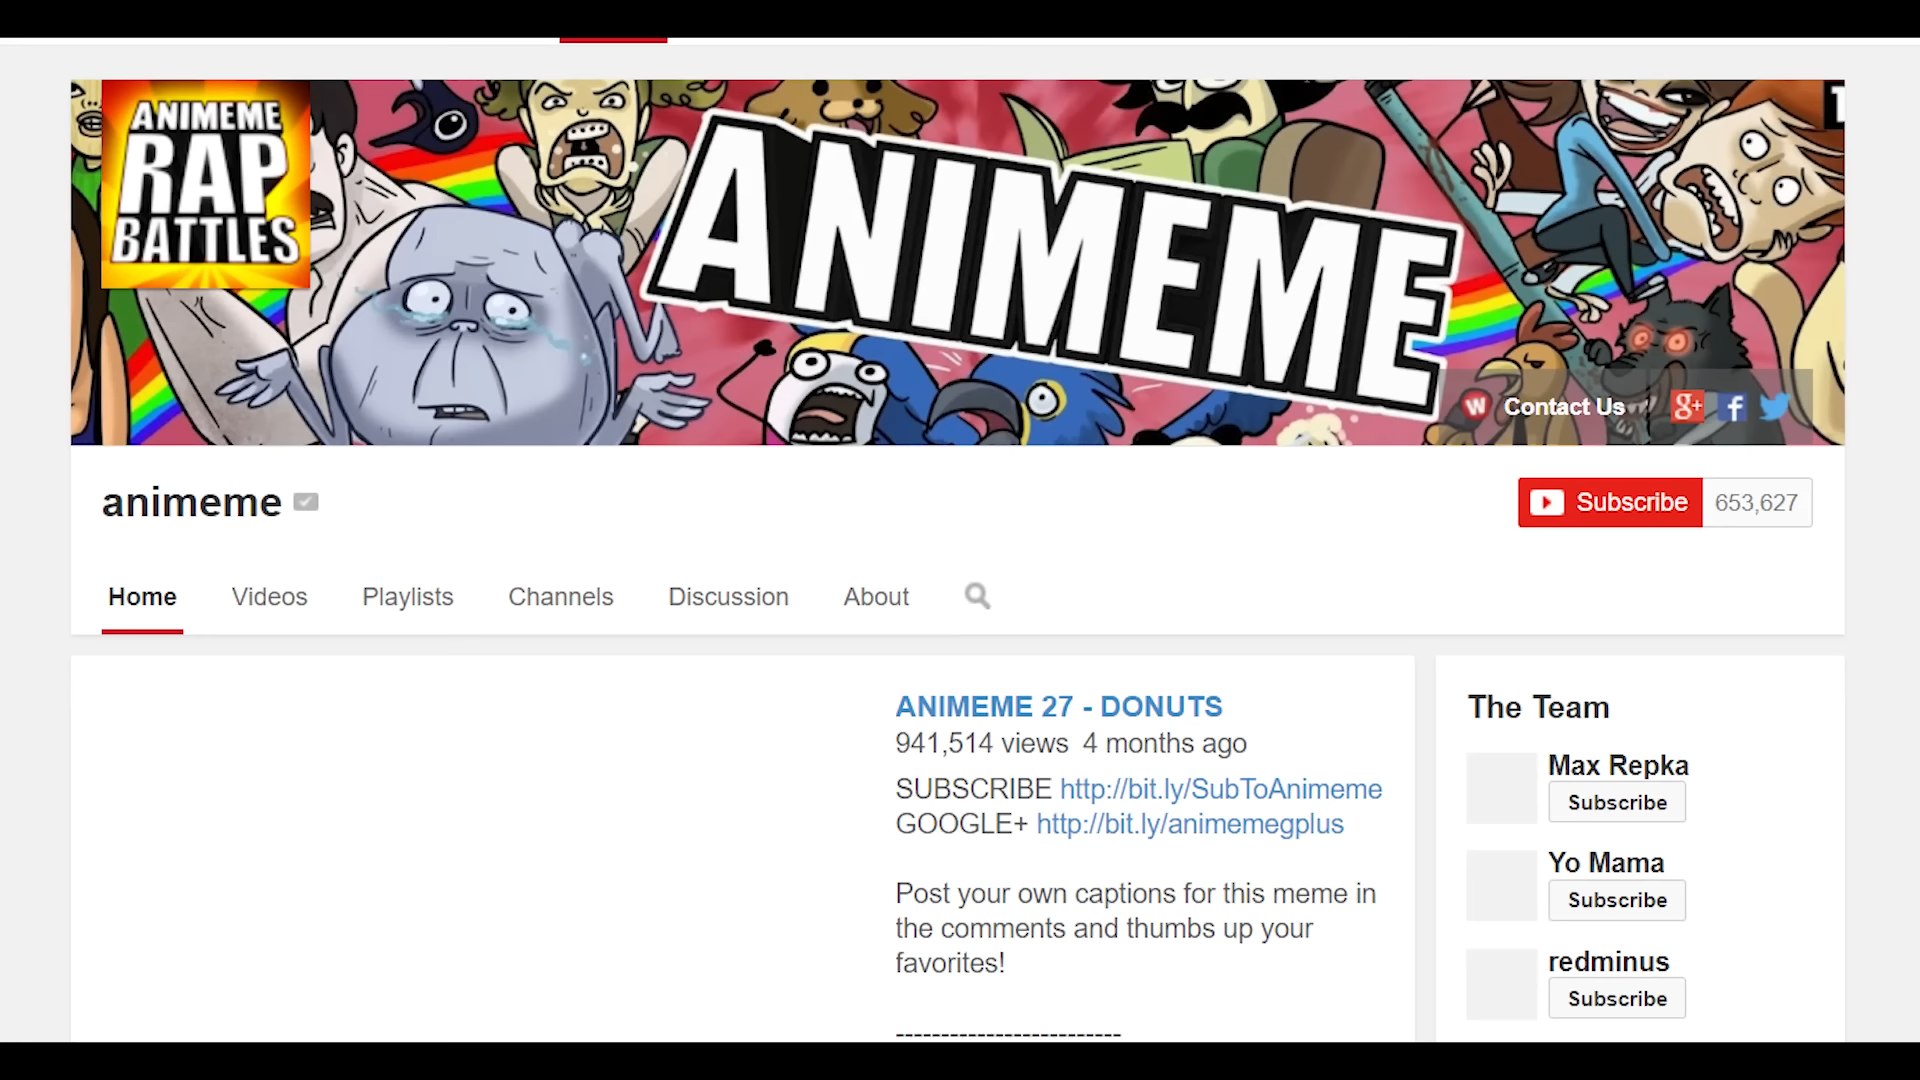 ANIMEME
RAP
BATTLES
ANIMEME
Contact Us
animeme
Subscribe 653,627
Home Videos Playlists Channels Discussion About
ANIMEME 27 - DONUTS
941,514 views 4 months ago
SUBSCRIBE http://bit.ly/SubToAnimeme
GOOGLE+ http://bit.ly/animemegplus
Post your own captions for this meme in
the comments and thumbs up your
favorites!
-------------------------
The Team
Max Repka
Subscribe
Yo Mama
Subscribe
redminus
Subscribe